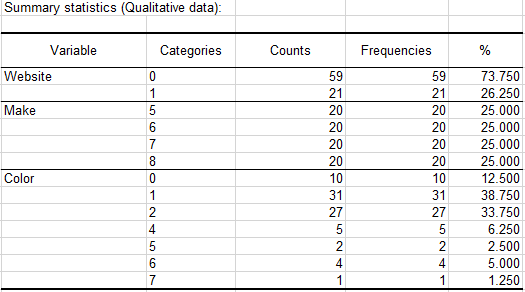 Summary statistics (Qualitative data):
Variable Categories Counts Frequencies %
Website 0 59 59 73.750
1 21 21 26.250
Make 5 20 20 25.000
6 20 20 25.000
7 20 20 25.000
8 20 20 25.000
Color 0 10 10 12.500
1 31 31 38.750
2 27 27 33.750
4 5 5 6.250
5 2 2 2.500
6 4 4 5.000
7 1 1 1.250